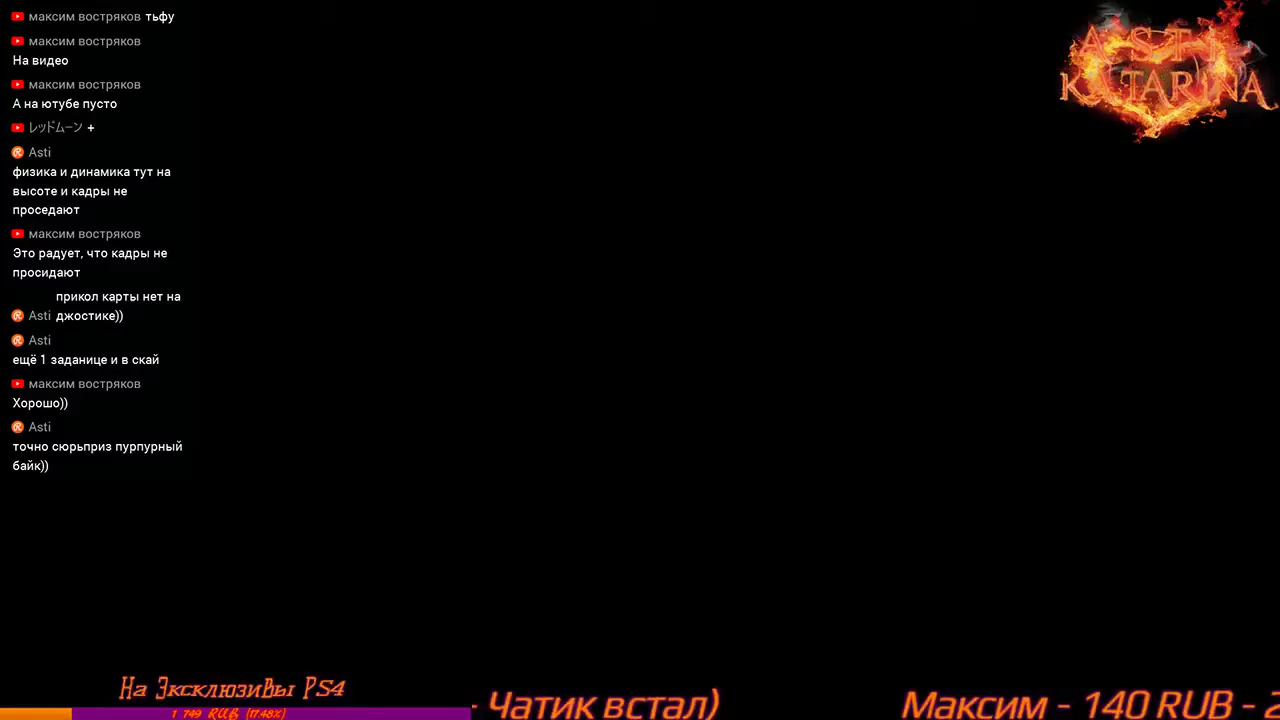 максим востряков тьфу
максим востряков
На видео
максим востряков
А на ютубе пусто
レッドムーン +
Asti
физика и динамика тут на
высоте и кадры не
проседают
максим востряков
Это радует, что кадры не
просидают
прикол карты нет на
Asti джостике))
Asti
ещё 1 заданице и в скай
максим востряков
Хорошо))
Asti
точно сюрьприз пурпурный
байк))
ASTI
KATARINA
На Эксклюзивы PS4
1 749 RUB (17.48%)
- Чатик встал)
Максим - 140 RUB - 2